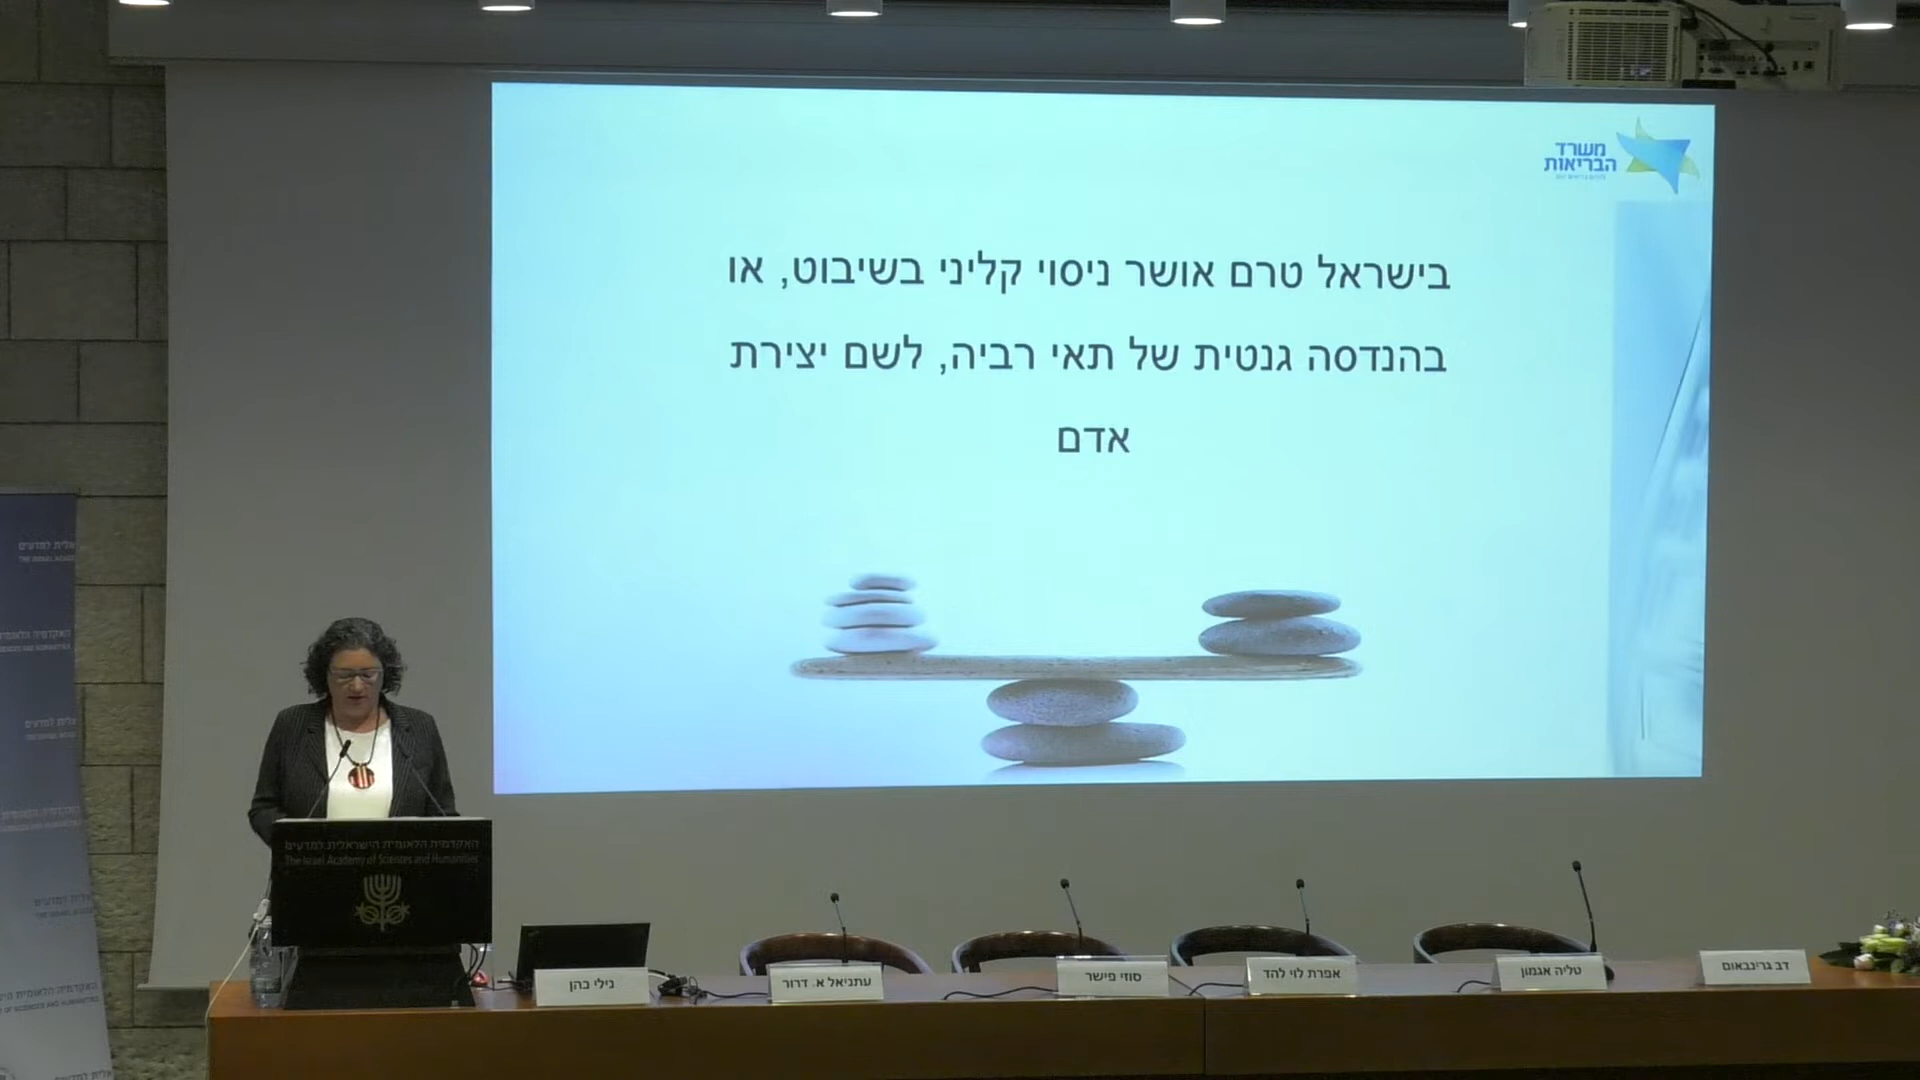 משרד
הבריאות
בישראל טרם אושר ניסוי קליני בשיבוט, או
בהנדסה גנטית של תאי רביה, לשם יצירת
אדם
האקדמיה הלאומית הישראלית למדעים
The Israel Academy of Sciences and Humanities
דב גרינבאום
טליה אגמון
אפרת לוי להד
סוזי פישר
עתניאל א. דרור
נילי כהן